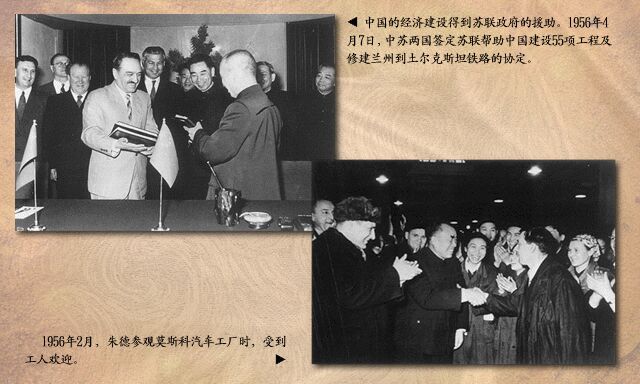 ◀ 中国的经济建设得到苏联政府的援助。1956年4
月7日，中苏两国签定苏联帮助中国建设55项工程及
修建兰州到土尔克斯坦铁路的协定。
1956年2月，朱德参观莫斯科汽车工厂时，受到
工人欢迎。 ▶